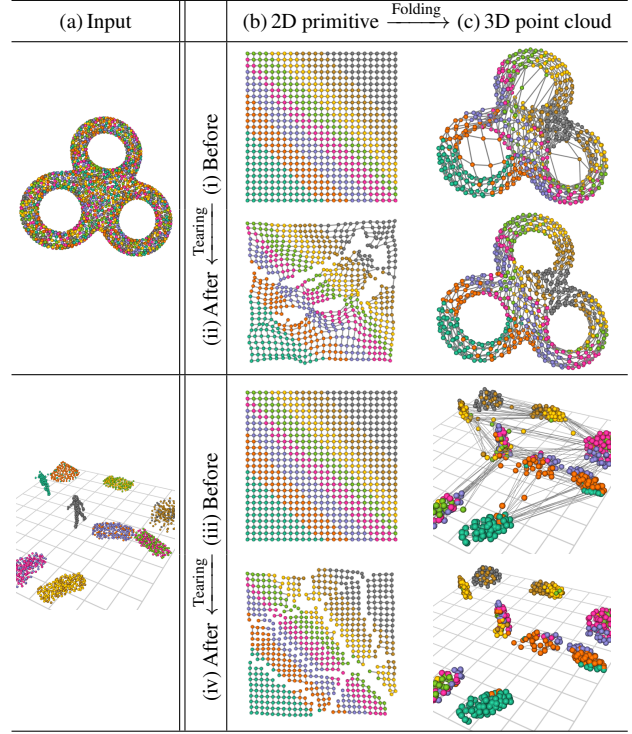 (a) Input
(b) 2D primitive Folding (c) 3D point cloud
(i) Before
Tearing
(ii) After
(iii) Before
Tearing
(iv) After